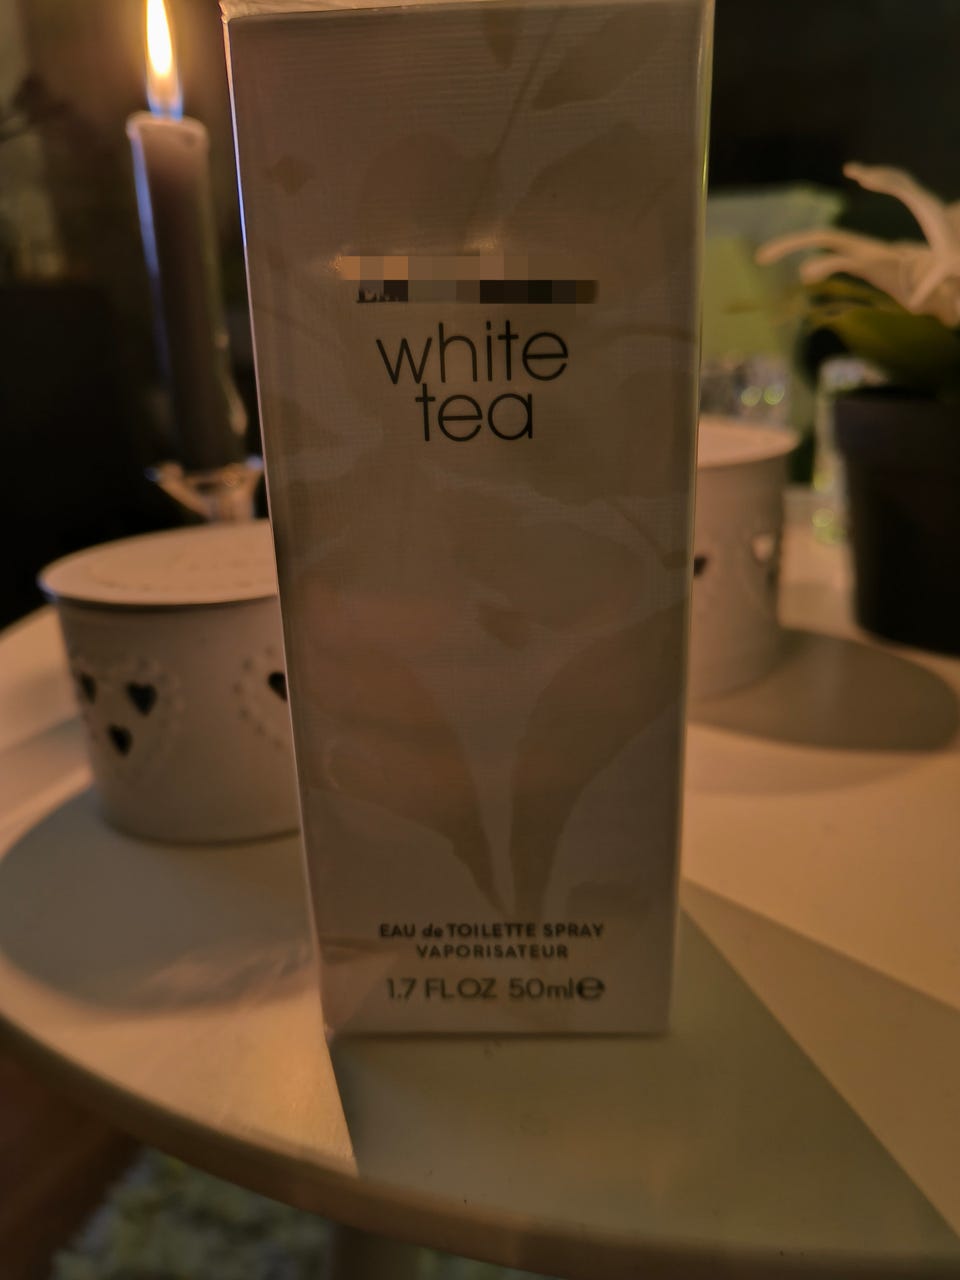 white
tea
EAU de TOILETTE SPRAY
VAPORISATEUR
1.7 FL OZ 50ml℮